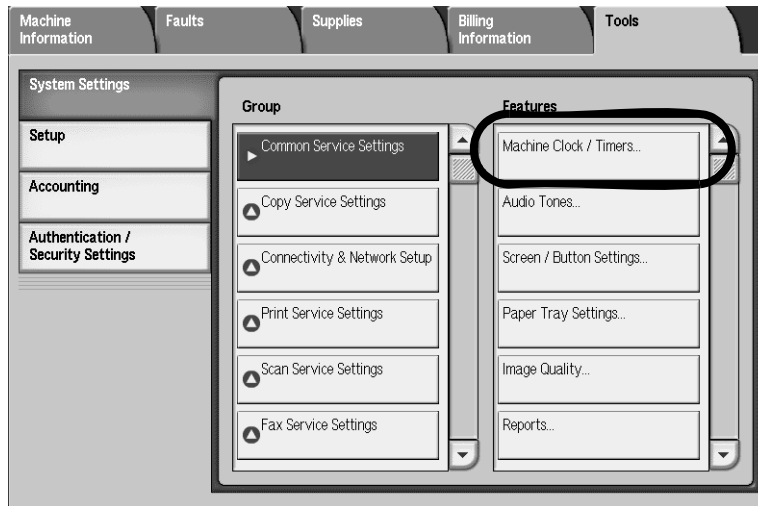 Machine
Information
Faults
Supplies
Billing
Information
Tools
System Settings
Setup
Accounting
Authentication /
Security Settings
Group
Common Service Settings
Copy Service Settings
Connectivity & Network Setup
Print Service Settings
Scan Service Settings
Fax Service Settings
Features
Machine Clock / Timers...
Audio Tones...
Screen / Button Settings...
Paper Tray Settings...
Image Quality...
Reports...